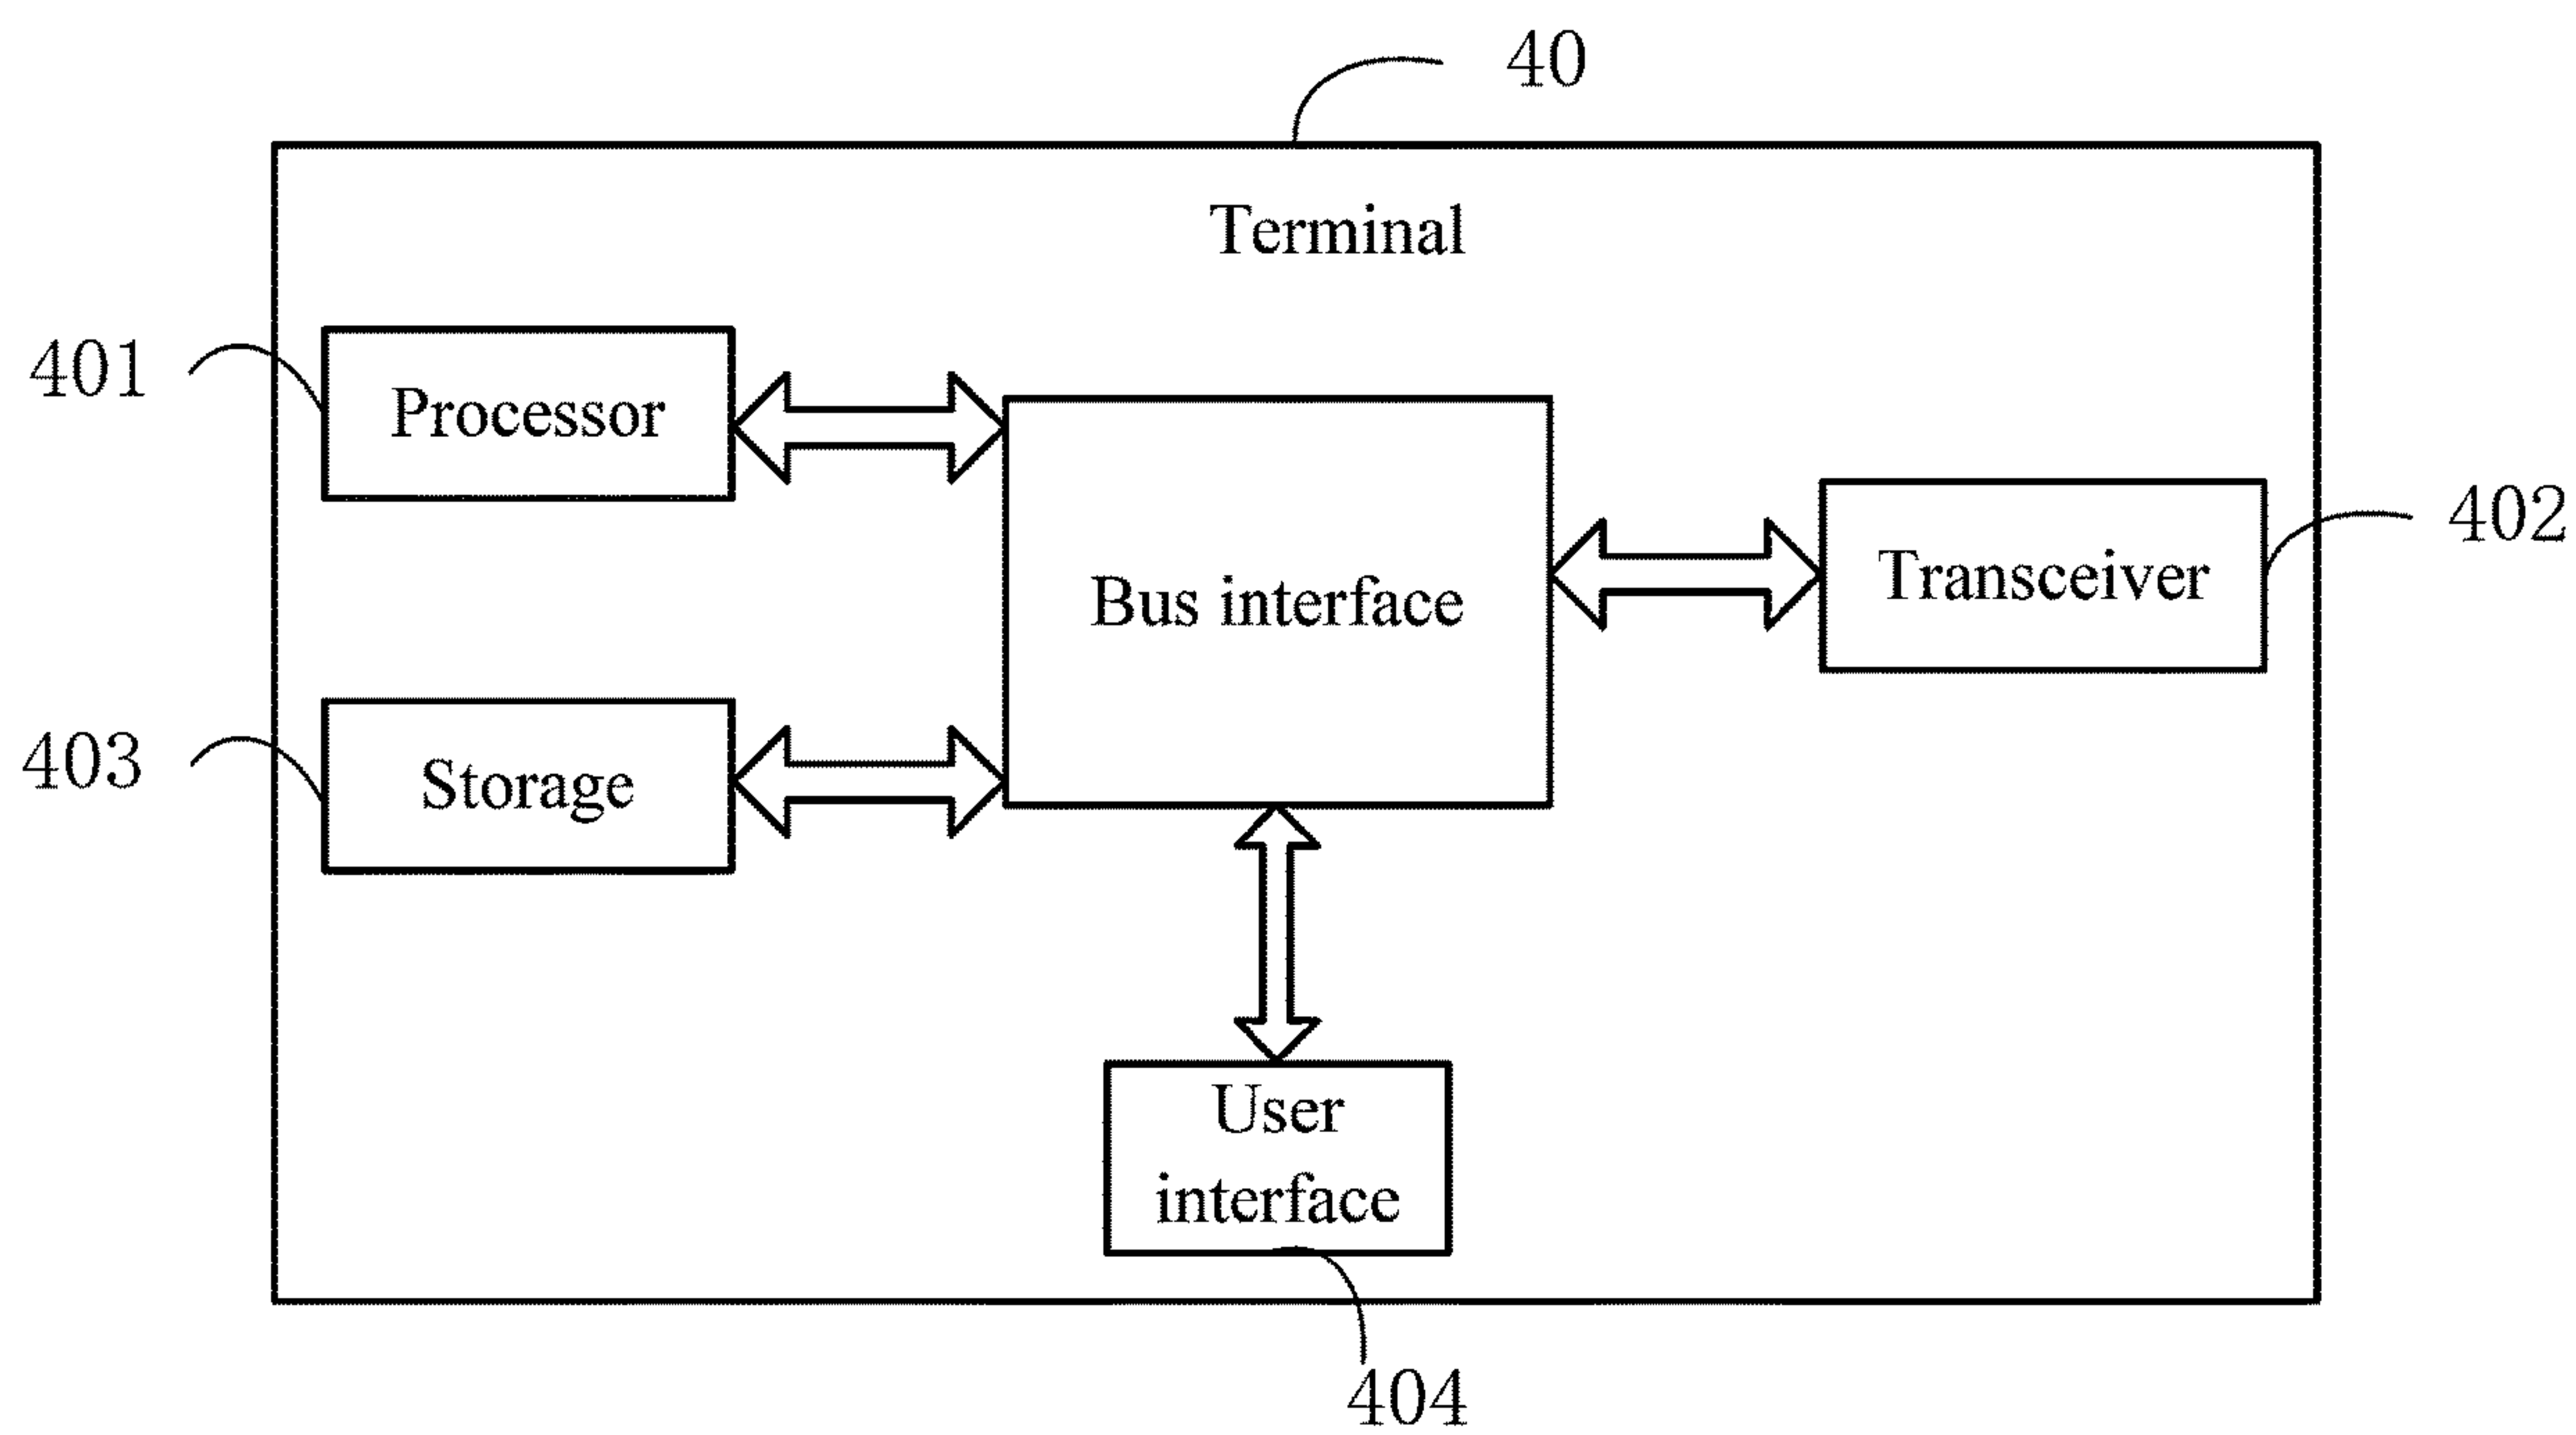 40
Terminal
401
Processor
402
Bus interface
Transceiver
403
Storage
User
interface
404